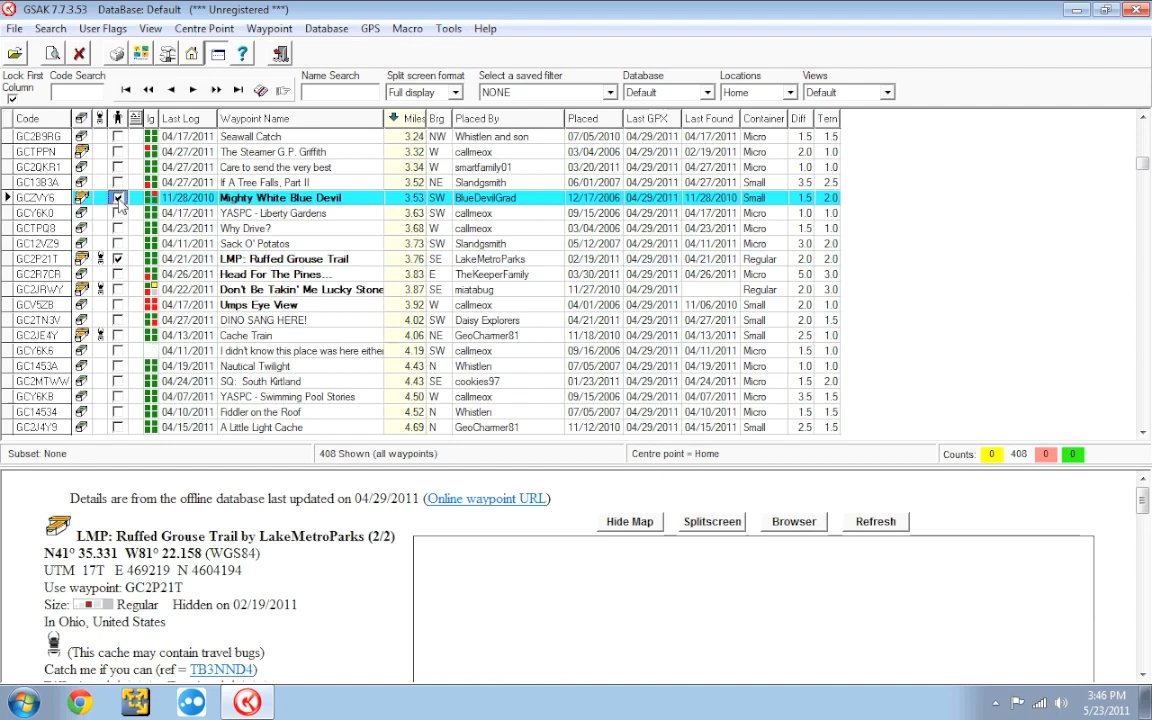 GSAK 7.7.3.53 DataBase: Default (*** Unregistered ***)
File Search User Flags View Centre Point Waypoint Database GPS Macro Tools Help
Lock First Column Code Search Name Search Split screen format Full display Select a saved filter NONE Database Default Locations Home Views Default
Code lg Last Log Waypoint Name Miles Brg Placed By Placed Last GPX Last Found Container Diff Terri
GC2B9RG 04/17/2011 Seawall Catch 3.24 NW Whistlen and son 07/05/2010 04/29/2011 04/17/2011 Micro 1.5 1.5
GCTPPN 04/27/2011 The Steamer G.P. Griffith 3.32 W callmeox 03/04/2006 04/29/2011 02/19/2011 Micro 2.0 1.0
GC2QKR1 04/27/2011 Care to send the very best 3.34 W smartfamily01 03/20/2011 04/29/2011 04/27/2011 Micro 1.0 1.0
GC13B3A 04/27/2011 If A Tree Falls, Part II 3.52 NE Slandgsmith 06/01/2007 04/29/2011 04/27/2011 Small 3.5 2.5
GCZVY6 11/28/2010 Mighty White Blue Devil 3.53 SW BlueDevilGrad 12/17/2006 04/29/2011 11/28/2010 Small 1.5 2.0
GCY6K0 04/17/2011 YASPC - Liberty Gardens 3.63 SW callmeox 09/15/2006 04/29/2011 04/17/2011 Micro 1.5 1.5
GCTPQ8 04/23/2011 Why Drive? 3.68 W callmeox 03/04/2006 04/29/2011 04/23/2011 Micro 1.5 1.0
GC12VZ9 04/11/2011 Sack O' Potatos 3.73 SW Slandgsmith 05/12/2007 04/29/2011 04/11/2011 Micro 3.0 2.0
GC2P21T 04/21/2011 LMP: Ruffed Grouse Trail 3.76 SE LakeMetroParks 02/19/2011 04/29/2011 04/21/2011 Regular 2.0 2.0
GC2R7CR 04/26/2011 Head For The Pines... 3.83 E TheKeeperFamily 03/30/2011 04/29/2011 04/26/2011 Micro 5.0 3.0
GC2JRWY 04/22/2011 Don't Be Takin' Me Lucky Stone 3.87 SE miatabug 11/27/2010 04/29/2011 Regular 2.0 3.0
GCV5ZB 04/27/2011 Umps Eye View 3.92 W callmeox 04/01/2006 04/29/2011 11/06/2010 Small 2.0 1.0
GC2TN3V 04/27/2011 DINO SANG HERE! 4.02 SW Daisy Explorers 04/21/2011 04/29/2011 04/27/2011 Small 2.0 1.5
GC2JE4Y 04/13/2011 Cache Train 4.06 NE GeoCharmer81 11/18/2010 04/29/2011 04/13/2011 Small 2.5 1.0
GCY6K6 04/11/2011 I didn't know this place was here either 4.19 SW callmeox 09/16/2006 04/29/2011 04/11/2011 Micro 1.5 1.0
GC1453A 04/19/2011 Nautical Twilight 4.43 N Whistlen 07/05/2007 04/29/2011 04/19/2011 Micro 1.0 1.0
GC2MTWW 04/24/2011 SQ: South Kirtland 4.43 SE cookies97 01/23/2011 04/29/2011 04/24/2011 Micro 1.5 2.0
GCY6KB 04/07/2011 YASPC - Swimming Pool Stories 4.50 W callmeox 09/15/2006 04/29/2011 04/07/2011 Micro 3.5 1.5
GC14534 04/10/2011 Fiddler on the Roof 4.52 N Whistlen 07/05/2007 04/29/2011 04/10/2011 Micro 1.5 1.5
GC2J4Y9 04/15/2011 A Little Light Cache 4.69 N GeoCharmer81 11/12/2010 04/29/2011 04/15/2011 Micro 2.0 1.5
Subset: None 408 Shown (all waypoints) Centre point = Home Counts: 0 408 0 0
Details are from the offline database last updated on 04/29/2011 (Online waypoint URL)
Hide Map Splitscreen Browser Refresh
LMP: Ruffed Grouse Trail by LakeMetroParks (2/2)
N41° 35.331 W81° 22.158 (WGS84)
UTM 17T E 469219 N 4604194
Use waypoint: GC2P21T
Size: Regular Hidden on 02/19/2011
In Ohio, United States
(This cache may contain travel bugs)
Catch me if you can (ref = TB3NND4)
3:46 PM
5/23/2011